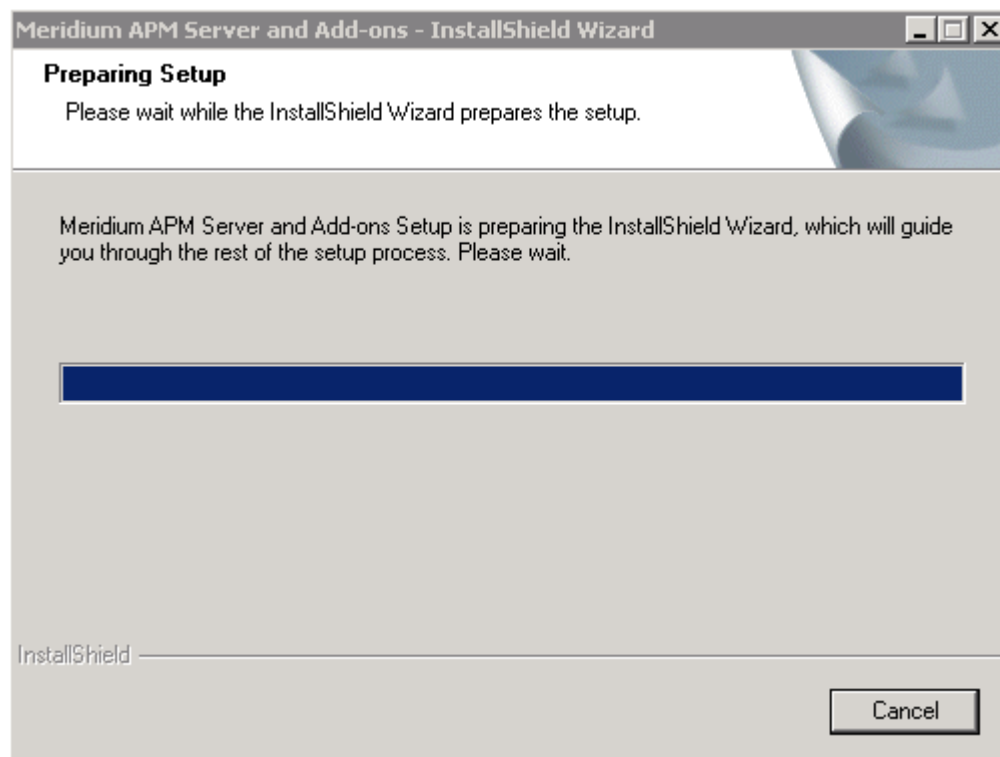 Meridium APM Server and Add-ons - InstallShield Wizard
Preparing Setup
Please wait while the InstallShield Wizard prepares the setup.
Meridium APM Server and Add-ons Setup is preparing the InstallShield Wizard, which will guide
you through the rest of the setup process. Please wait.
InstallShield
Cancel